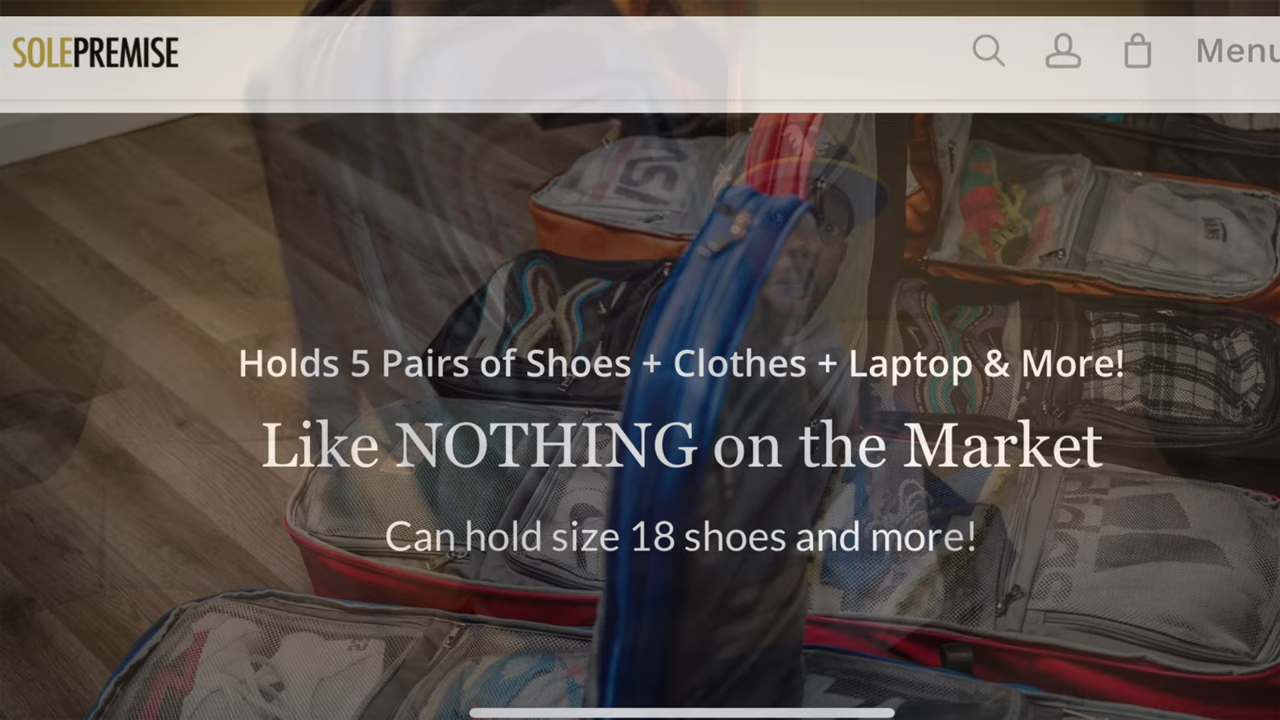 SOLEPREMISE
Menu
Holds 5 Pairs of Shoes + Clothes + Laptop & More!
Like NOTHING on the Market
Can hold size 18 shoes and more!